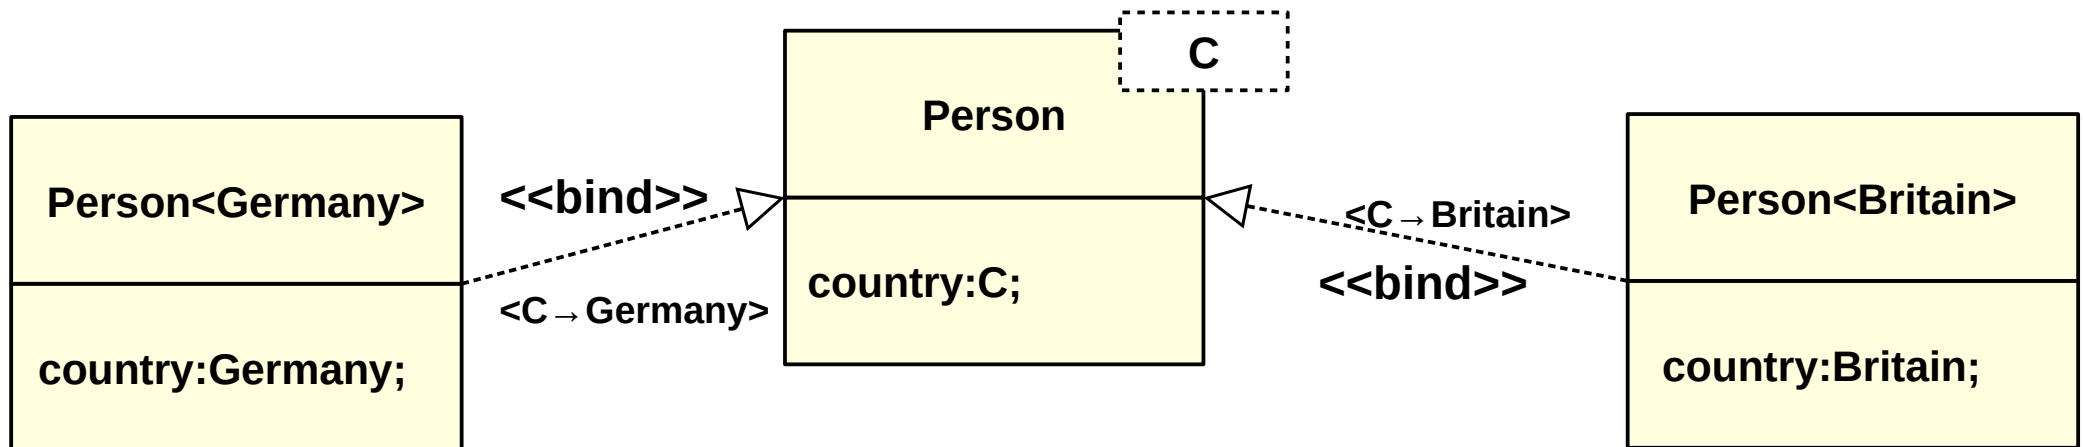 Person<Germany>
country:Germany;
<<bind>>
<C→Germany>
C
Person
country:C;
<C→Britain>
<<bind>>
Person<Britain>
country:Britain;